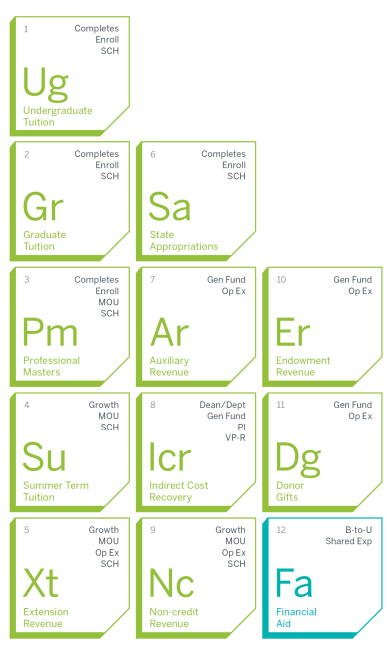 1
Completes
Enroll
SCH
Ug
Undergraduate
Tuition
2
Completes
Enroll
SCH
Gr
Graduate
Tuition
6
Completes
Enroll
SCH
Sa
State
Appropriations
3
Completes
Enroll
MOU
SCH
Pm
Professional
Masters
7
Gen Fund
Op Ex
Ar
Auxiliary
Revenue
10
Gen Fund
Op Ex
Er
Endowment
Revenue
4
Growth
MOU
SCH
Su
Summer Term
Tuition
8
Dean/Dept
Gen Fund
PI
VP-R
Icr
Indirect Cost
Recovery
11
Gen Fund
Op Ex
Dg
Donor
Gifts
5
Growth
MOU
Op Ex
SCH
Xt
Extension
Revenue
9
Growth
MOU
Op Ex
SCH
Nc
Non-credit
Revenue
12
B-to-U
Shared Exp
Fa
Financial
Aid